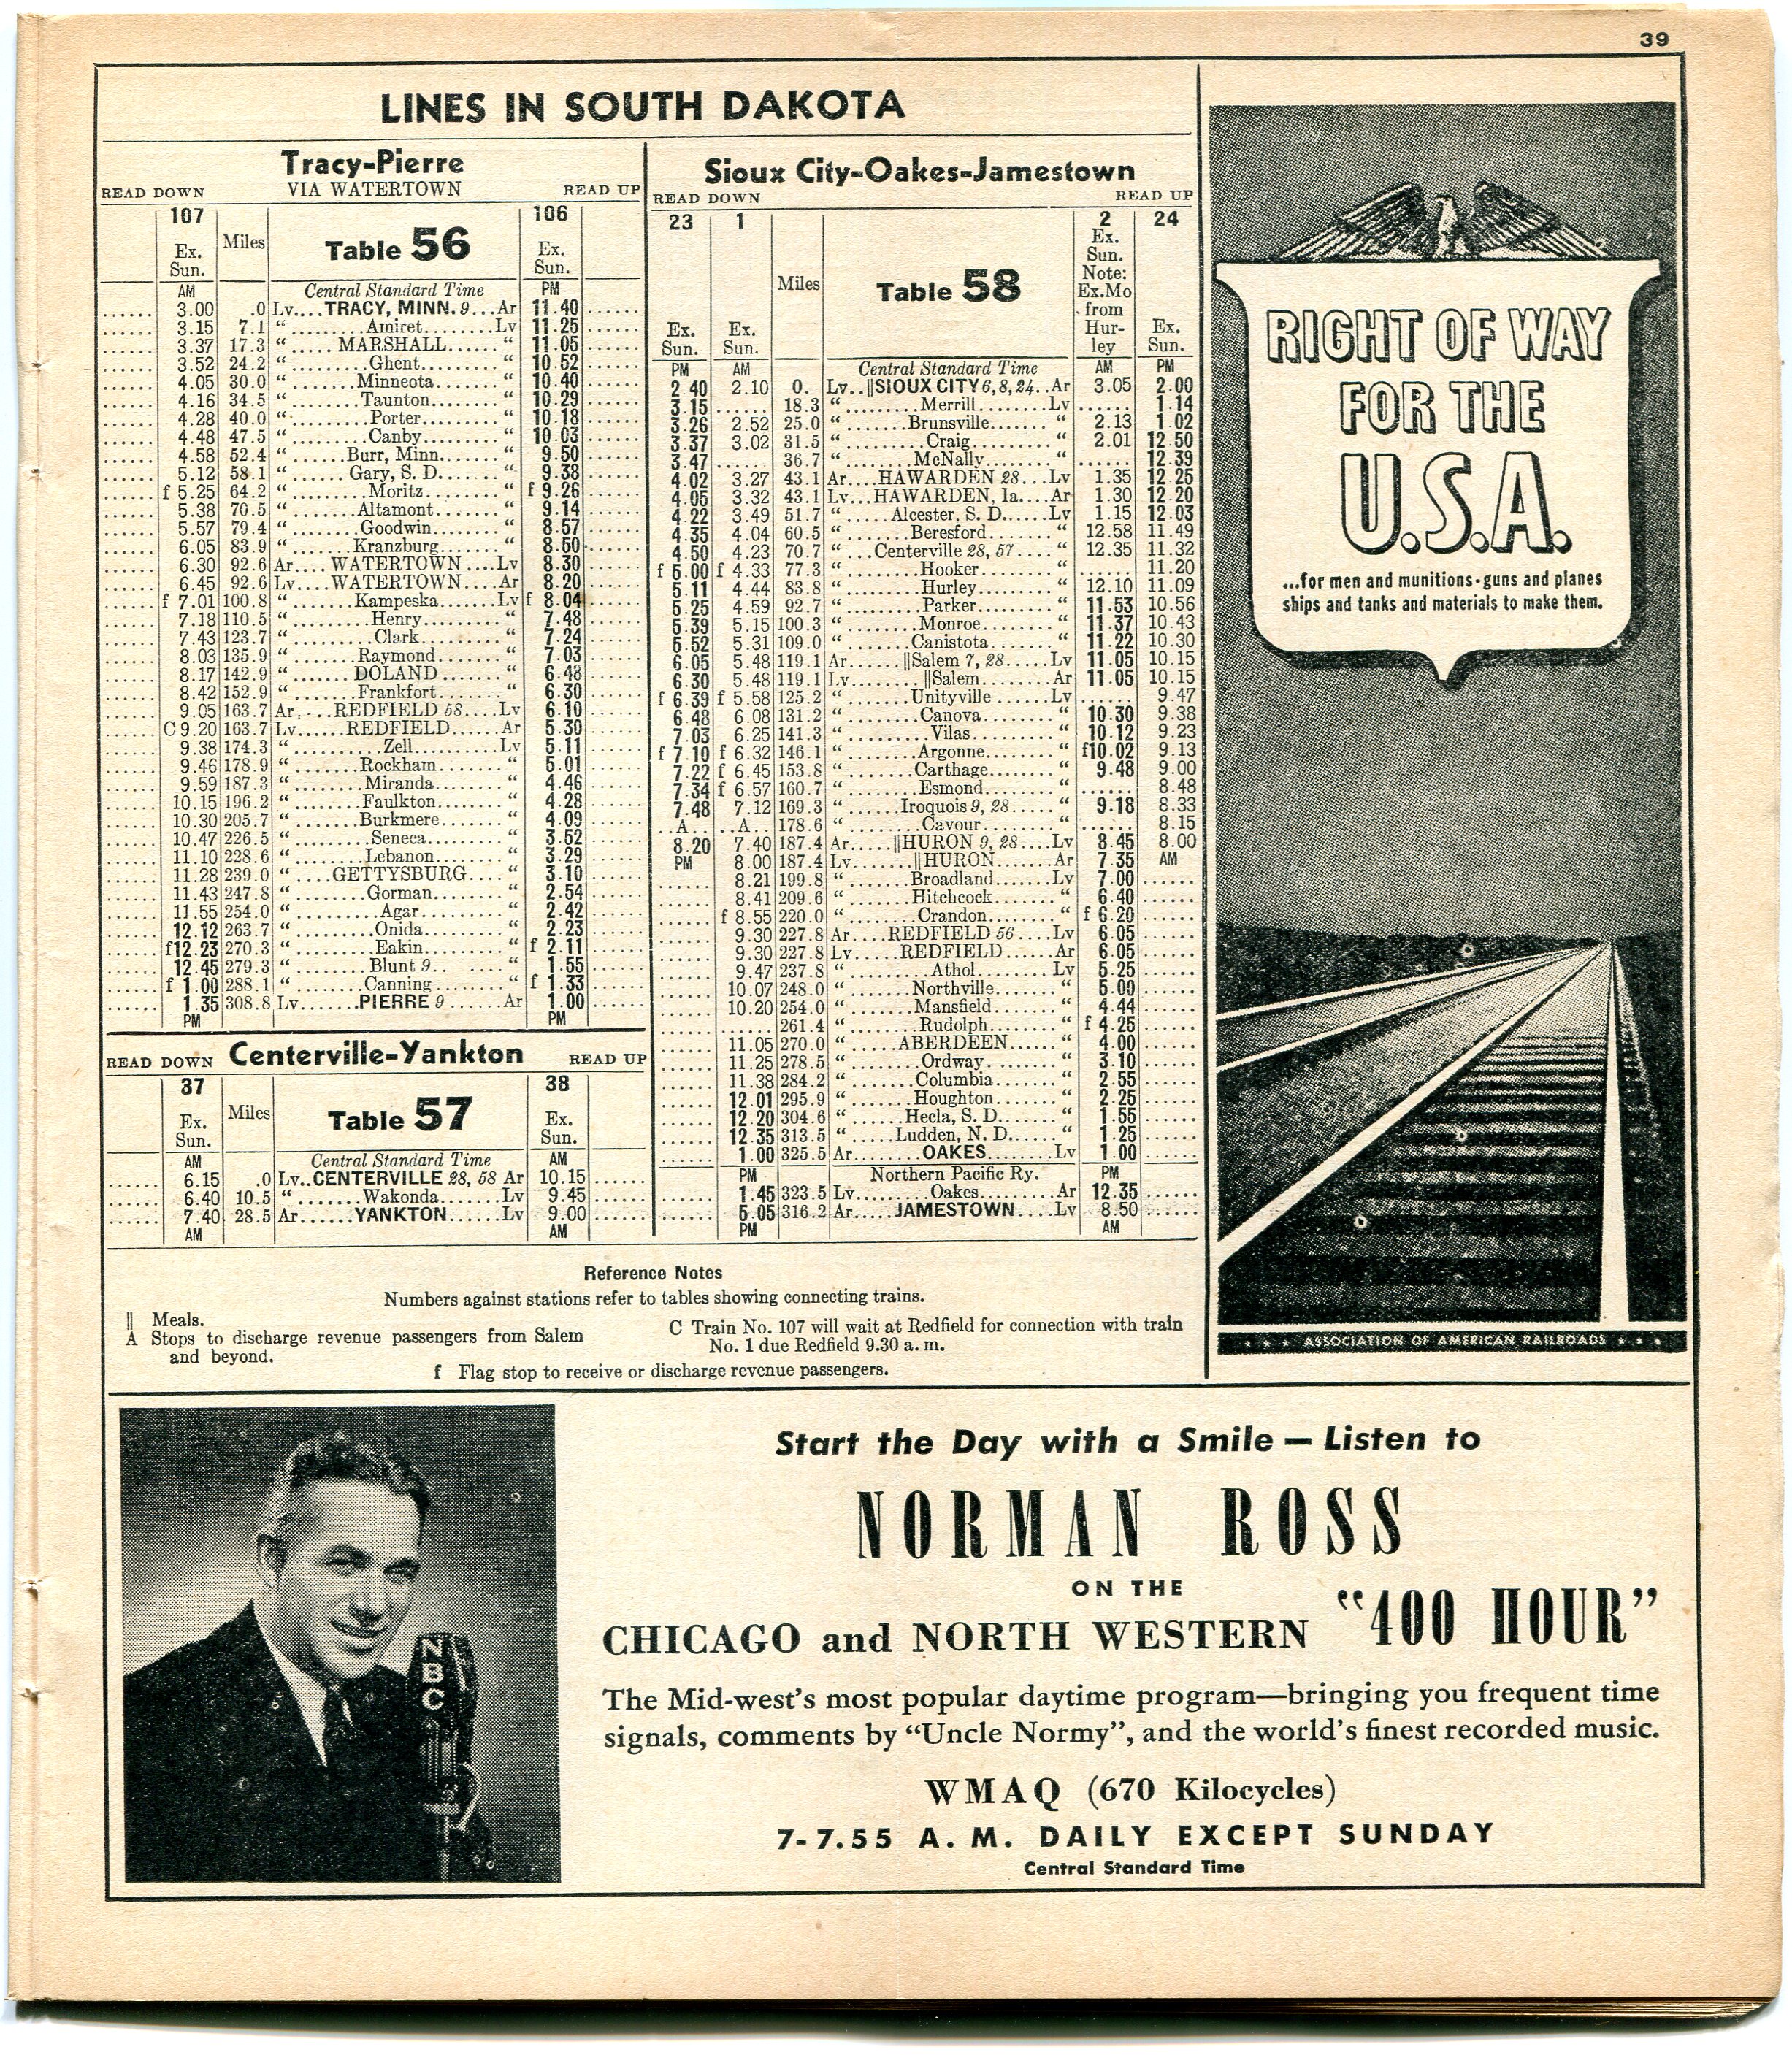 39
LINES IN SOUTH DAKOTA
Tracy-Pierre
READ DOWN VIA WATERTOWN READ UP
107 106
Ex. Sun. Miles Table 56 Ex. Sun.
AM Central Standard Time PM
3.00 .0 Lv....TRACY, MINN. 9...Ar 11.40
3.15 7.1 “ Amiret Lv 11.25
3.37 17.3 “ MARSHALL “ 11.05
3.52 24.2 “ Ghent “ 10.52
4.05 30.0 “ Minneota “ 10.40
4.16 34.5 “ Taunton “ 10.29
4.28 40.0 “ Porter “ 10.18
4.48 47.5 “ Canby “ 10.03
4.58 52.4 “ Burr, Minn. “ 9.50
5.12 58.1 “ Gary, S. D. “ 9.38
f 5.25 64.2 “ Moritz “ f 9.26
5.38 70.5 “ Altamont “ 9.14
5.57 79.4 “ Goodwin “ 8.57
6.05 83.9 “ Kranzburg “ 8.50
6.30 92.6 Ar WATERTOWN Lv 8.30
6.45 92.6 Lv WATERTOWN Ar 8.20
f 7.01 100.8 “ Kampeska Lv f 8.04
7.18 110.5 “ Henry “ 7.48
7.43 123.7 “ Clark “ 7.24
8.03 135.9 “ Raymond “ 7.03
8.17 142.9 “ DOLAND “ 6.48
8.42 152.9 “ Frankfort “ 6.30
9.05 163.7 Ar REDFIELD 58 Lv 6.10
C 9.20 163.7 Lv REDFIELD Ar 5.30
9.38 174.3 “ Zell Lv 5.11
9.46 178.9 “ Rockham “ 5.01
9.59 187.3 “ Miranda “ 4.46
10.15 196.2 “ Faulkton “ 4.28
10.30 205.7 “ Burkmere “ 4.09
10.47 226.5 “ Seneca “ 3.52
11.10 228.6 “ Lebanon “ 3.29
11.28 239.0 “ GETTYSBURG “ 3.10
11.43 247.8 “ Gorman “ 2.54
11.55 254.0 “ Agar “ 2.42
12.12 263.7 “ Onida “ 2.23
f12.23 270.3 “ Eakin “ f 2.11
12.45 279.3 “ Blunt 9 “ 1.55
f 1.00 288.1 “ Canning “ f 1.33
1.35 308.8 Lv PIERRE 9 Ar 1.00
PM PM
READ DOWN Centerville-Yankton READ UP
37 38
Ex. Sun. Miles Table 57 Ex. Sun.
AM Central Standard Time AM
6.15 .0 Lv..CENTERVILLE 28, 58 Ar 10.15
6.40 10.5 “ Wakonda Lv 9.45
7.40 28.5 Ar YANKTON Lv 9.00
AM AM
Sioux City-Oakes-Jamestown
READ DOWN READ UP
23 1 2 24
Ex. Sun. Ex. Sun. Miles Table 58 Ex. Sun. Note: Ex.Mo from Hur-ley Ex. Sun.
PM AM Central Standard Time AM PM
2.40 2.10 0. Lv..||SIOUX CITY 6, 8, 24..Ar 3.05 2.00
3.15 ...... 18.3 “ Merrill Lv ...... 1.14
3.26 2.52 25.0 “ Brunsville “ 2.13 1.02
3.37 3.02 31.5 “ Craig “ 2.01 12.50
3.47 ...... 36.7 “ McNally “ ...... 12.39
4.02 3.27 43.1 Ar HAWARDEN 28 Lv 1.35 12.25
4.05 3.32 43.1 Lv HAWARDEN, Ia. Ar 1.30 12.20
4.22 3.49 51.7 “ Alcester, S. D. Lv 1.15 12.03
4.35 4.04 60.5 “ Beresford “ 12.58 11.49
4.50 4.23 70.7 “ Centerville 28, 57 “ 12.35 11.32
f 5.00 f 4.33 77.3 “ Hooker “ ...... 11.20
5.11 4.44 83.8 “ Hurley “ 12.10 11.09
5.25 4.59 92.7 “ Parker “ 11.53 10.56
5.39 5.15 100.3 “ Monroe “ 11.37 10.43
5.52 5.31 109.0 “ Canistota “ 11.22 10.30
6.05 5.48 119.1 Ar ||Salem 7, 28 Lv 11.05 10.15
6.30 5.48 119.1 Lv ||Salem Ar 11.05 10.15
f 6.39 f 5.58 125.2 “ Unityville Lv ...... 9.47
6.48 6.08 131.2 “ Canova “ 10.30 9.38
7.03 6.25 141.3 “ Vilas “ 10.12 9.23
f 7.10 f 6.32 146.1 “ Argonne “ f10.02 9.13
7.22 f 6.45 153.8 “ Carthage “ 9.48 9.00
7.34 f 6.57 160.7 “ Esmond “ ...... 8.48
7.48 7.12 169.3 “ Iroquois 9, 28 “ 9.18 8.33
..A.. ..A.. 178.6 “ Cavour “ ...... 8.15
8.20 7.40 187.4 Ar ||HURON 9, 28 Lv 8.45 8.00
PM 8.00 187.4 Lv ||HURON Ar 7.35 AM
8.21 199.8 “ Broadland Lv 7.00
8.41 209.6 “ Hitchcock “ 6.40
f 8.55 220.0 “ Crandon “ f 6.20
9.30 227.8 Ar REDFIELD 56 Lv 6.05
9.30 227.8 Lv REDFIELD Ar 6.05
9.47 237.8 “ Athol Lv 5.25
10.07 248.0 “ Northville “ 5.00
10.20 254.0 “ Mansfield “ 4.44
...... 261.4 “ Rudolph “ f 4.25
11.05 270.0 “ ABERDEEN “ 4.00
11.25 278.5 “ Ordway “ 3.10
11.38 284.2 “ Columbia “ 2.55
12.01 295.9 “ Houghton “ 2.25
12.20 304.6 “ Hecla, S. D. “ 1.55
12.35 313.5 “ Ludden, N. D. “ 1.25
1.00 325.5 Ar OAKES Lv 1.00
PM Northern Pacific Ry. PM
1.45 323.5 Lv Oakes Ar 12.35
5.05 316.2 Ar JAMESTOWN Lv 8.50
PM AM
Reference Notes
Numbers against stations refer to tables showing connecting trains.
|| Meals.
A Stops to discharge revenue passengers from Salem
and beyond.
C Train No. 107 will wait at Redfield for connection with train
No. 1 due Redfield 9.30 a. m.
f Flag stop to receive or discharge revenue passengers.
RIGHT OF WAY
FOR THE
U.S.A.
...for men and munitions-guns and planes
ships and tanks and materials to make them.
* * * * ASSOCIATION OF AMERICAN RAILROADS * * * *
Start the Day with a Smile — Listen to
NORMAN ROSS
ON THE
CHICAGO and NORTH WESTERN “400 HOUR”
The Mid-west's most popular daytime program—bringing you frequent time
signals, comments by “Uncle Normy”, and the world's finest recorded music.
WMAQ (670 Kilocycles)
7-7.55 A. M. DAILY EXCEPT SUNDAY
Central Standard Time
NBC